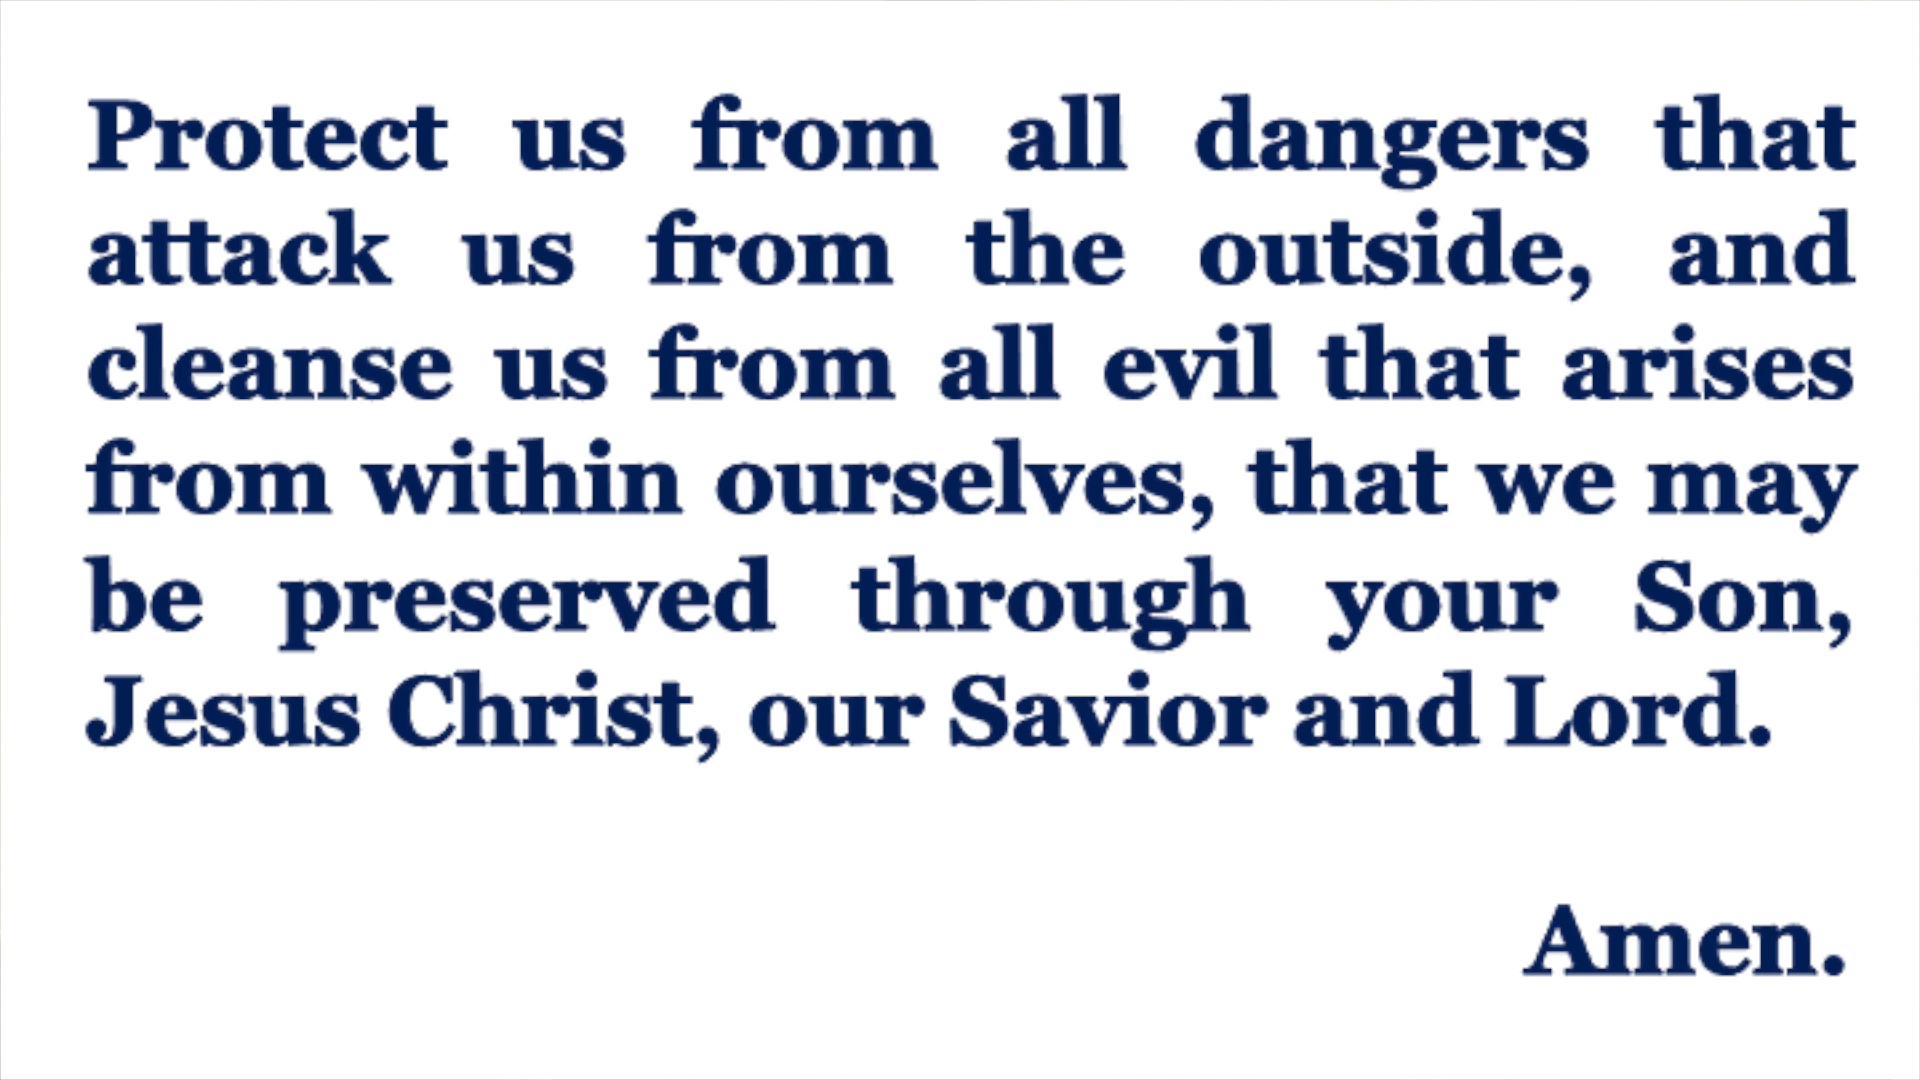 Protect us from all dangers that
attack us from the outside, and
cleanse us from all evil that arises
from within ourselves, that we may
be preserved through your Son,
Jesus Christ, our Savior and Lord.
Amen.